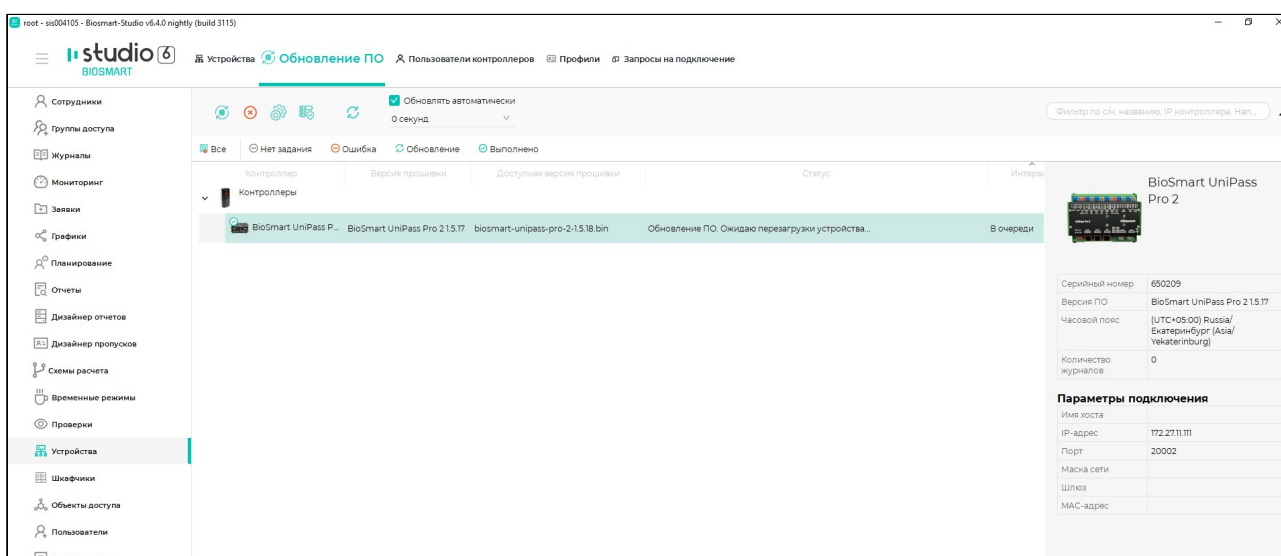 root - sis004105 - Biosmart-Studio v6.4.0 nightly (build 3115)
studio 6
BIOSMART
Устройства Обновление ПО Пользователи контроллеров Профили Запросы на подключение
Сотрудники
Группы доступа
Журналы
Мониторинг
Заявки
Графики
Планирование
Отчеты
Дизайнер отчетов
Дизайнер пропусков
Схемы расчета
Временные режимы
Проверки
Устройства
Шкафчики
Объекты доступа
Пользователи
Обновлять автоматически
0 секунд
Фильтр по с/н, названию, IP контроллера. Нап...
Все Нет задания Ошибка Обновление Выполнено
Контроллер Версия прошивки Доступная версия прошивки Статус Интерв
Контроллеры
BioSmart UniPass P... BioSmart UniPass Pro 2 1.5.17 biosmart-unipass-pro-2-1.5.18.bin Обновление ПО. Ожидаю перезагрузки устройства... В очереди
BioSmart UniPass
Pro 2
Серийный номер 650209
Версия ПО BioSmart UniPass Pro 2 1.5.17
Часовой пояс (UTC+05:00) Russia/
Екатеринбург (Asia/
Yekaterinburg)
Количество 0
журналов
Параметры подключения
Имя хоста
IP-адрес 172.27.11.111
Порт 20002
Маска сети
Шлюз
MAC-адрес